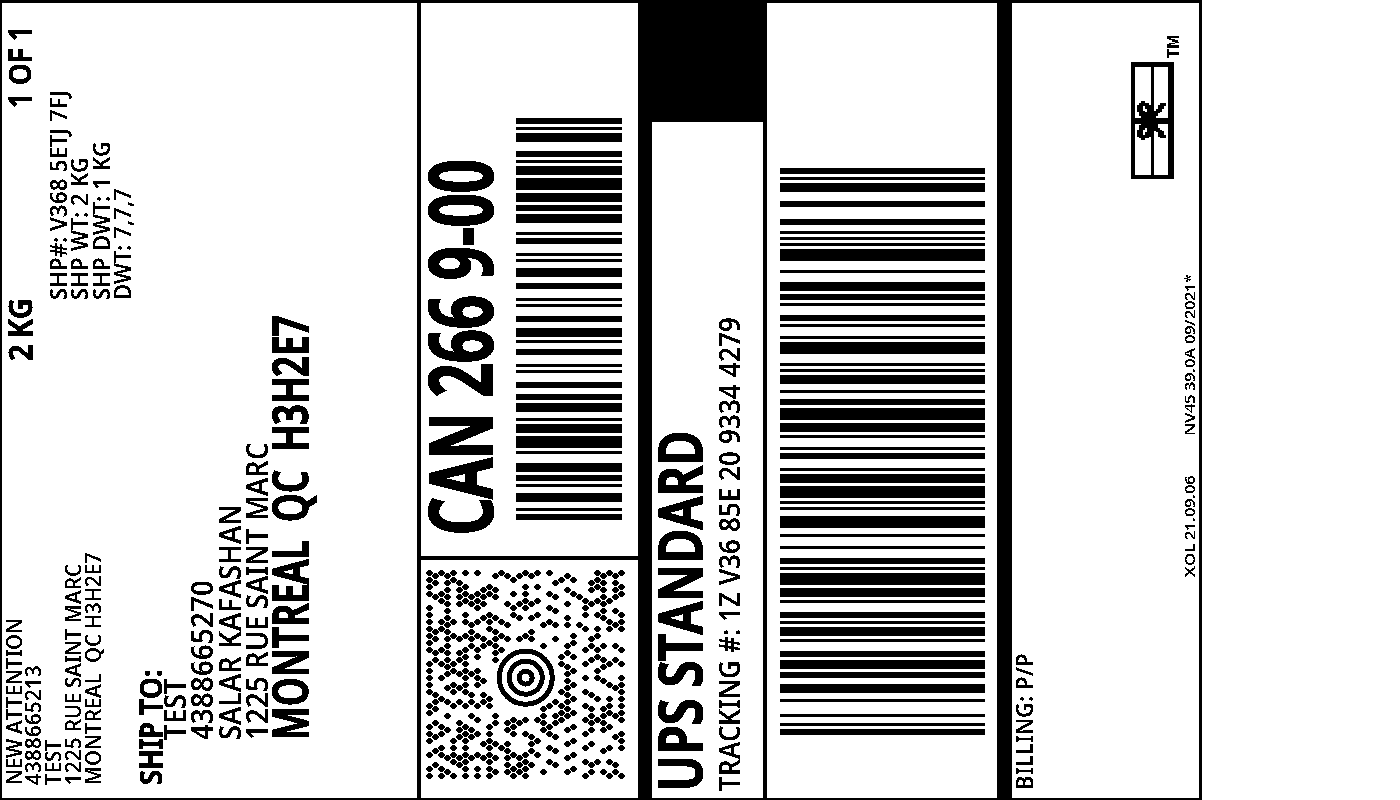 NEW ATTENTION
4388665213
TEST
1225 RUE SAINT MARC
MONTREAL QC H3H2E7
2 KG
1 OF 1
SHP#: V368 5ETJ 7FJ
SHP WT: 2 KG
SHP DWT: 1 KG
DWT: 7,7,7
SHIP TO:
TEST
4388665270
SALAR KAFASHAN
1225 RUE SAINT MARC
MONTREAL QC H3H2E7
CAN 266 9-00
UPS STANDARD
TRACKING #: 1Z V36 85E 20 9334 4279
BILLING: P/P
XOL 21.09.06 NV45 39.0A 09/2021*
TM